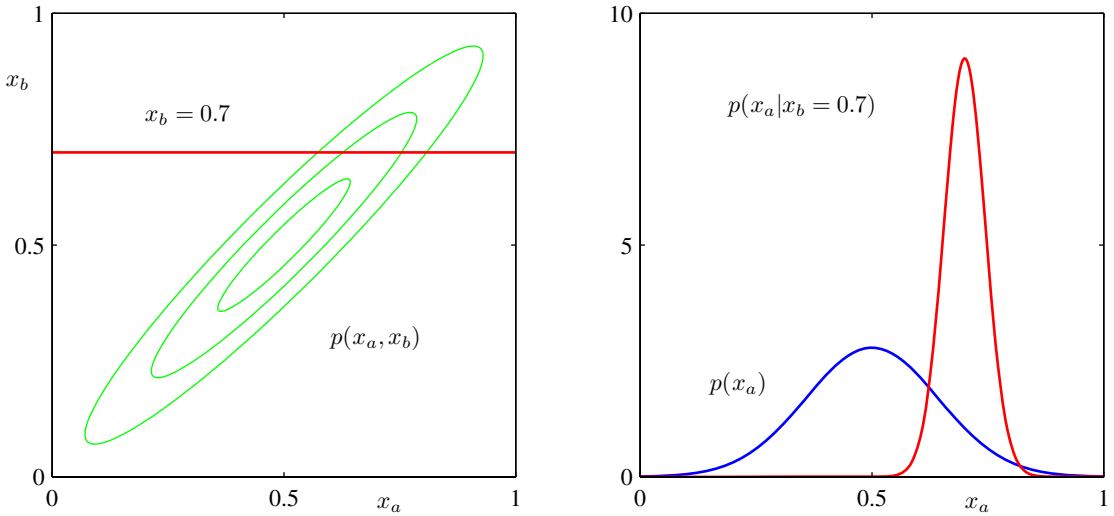 1
x_b
x_b = 0.7
0.5
p(x_a, x_b)
0
0
0.5
x_a
1
10
p(x_a|x_b = 0.7)
5
p(x_a)
0
0
0.5
x_a
1